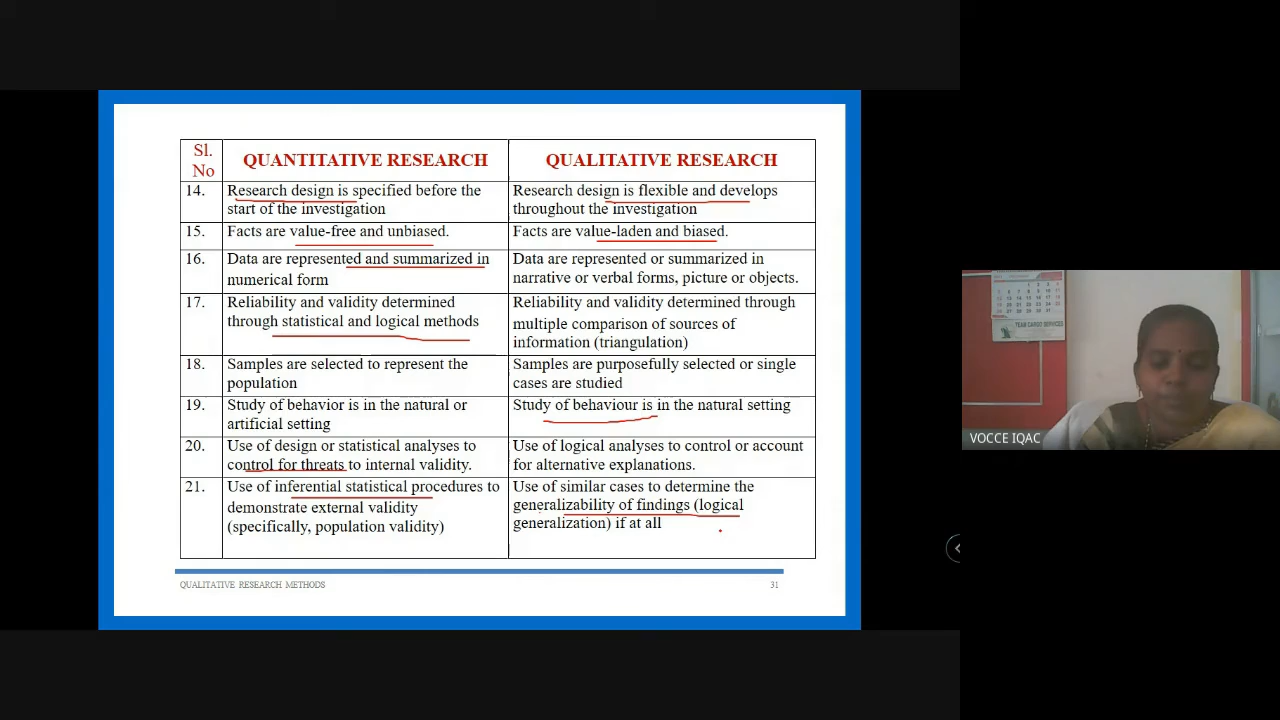 Sl.
No
QUANTITATIVE RESEARCH
QUALITATIVE RESEARCH
14.
Research design is specified before the
start of the investigation
Research design is flexible and develops
throughout the investigation
15.
Facts are value-free and unbiased.
Facts are value-laden and biased.
16.
Data are represented and summarized in
numerical form
Data are represented or summarized in
narrative or verbal forms, picture or objects.
17.
Reliability and validity determined
through statistical and logical methods
Reliability and validity determined through
multiple comparison of sources of
information (triangulation)
18.
Samples are selected to represent the
population
Samples are purposefully selected or single
cases are studied
19.
Study of behavior is in the natural or
artificial setting
Study of behaviour is in the natural setting
20.
Use of design or statistical analyses to
control for threats to internal validity.
Use of logical analyses to control or account
for alternative explanations.
21.
Use of inferential statistical procedures to
demonstrate external validity
(specifically, population validity)
Use of similar cases to determine the
generalizability of findings (logical
generalization) if at all
QUALITATIVE RESEARCH METHODS
31
TEAM CARGO SERVICES
VOCCE IQAC